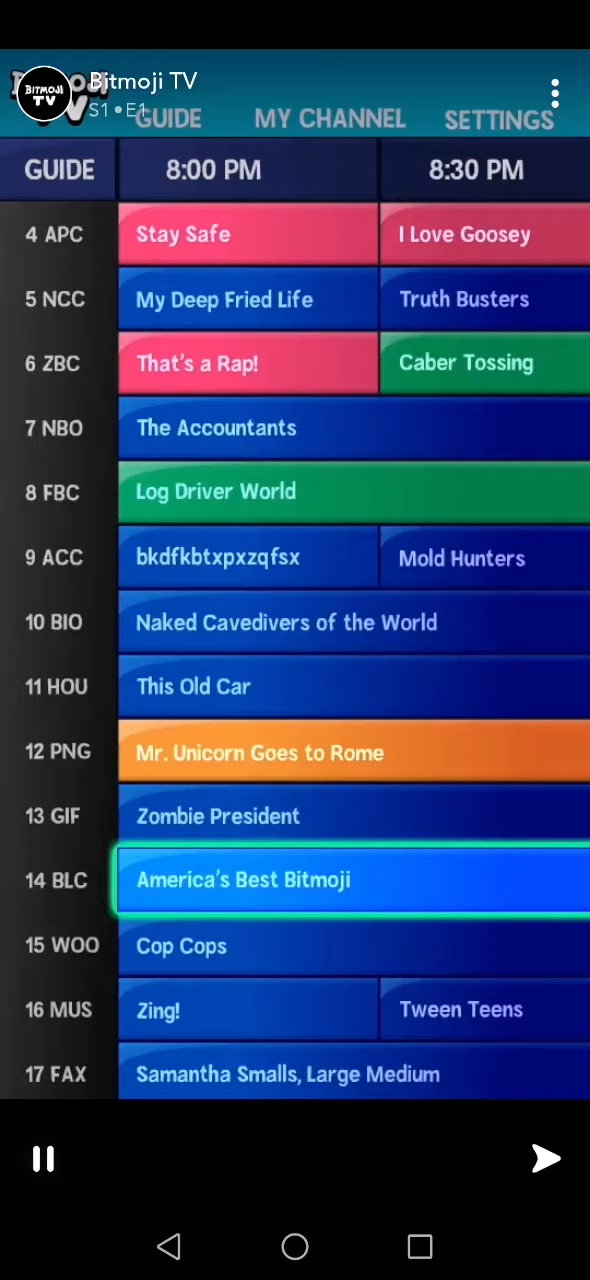 Bitmoji TV
BITMOJI
TV
S1 • E1
GUIDE MY CHANNEL SETTINGS
GUIDE 8:00 PM 8:30 PM
4 APC Stay Safe I Love Goosey
5 NCC My Deep Fried Life Truth Busters
6 ZBC That's a Rap! Caber Tossing
7 NBO The Accountants
8 FBC Log Driver World
9 ACC bkdfkbtxpxzqfsx Mold Hunters
10 BIO Naked Cavedivers of the World
11 HOU This Old Car
12 PNG Mr. Unicorn Goes to Rome
13 GIF Zombie President
14 BLC America's Best Bitmoji
15 WOO Cop Cops
16 MUS Zing! Tween Teens
17 FAX Samantha Smalls, Large Medium